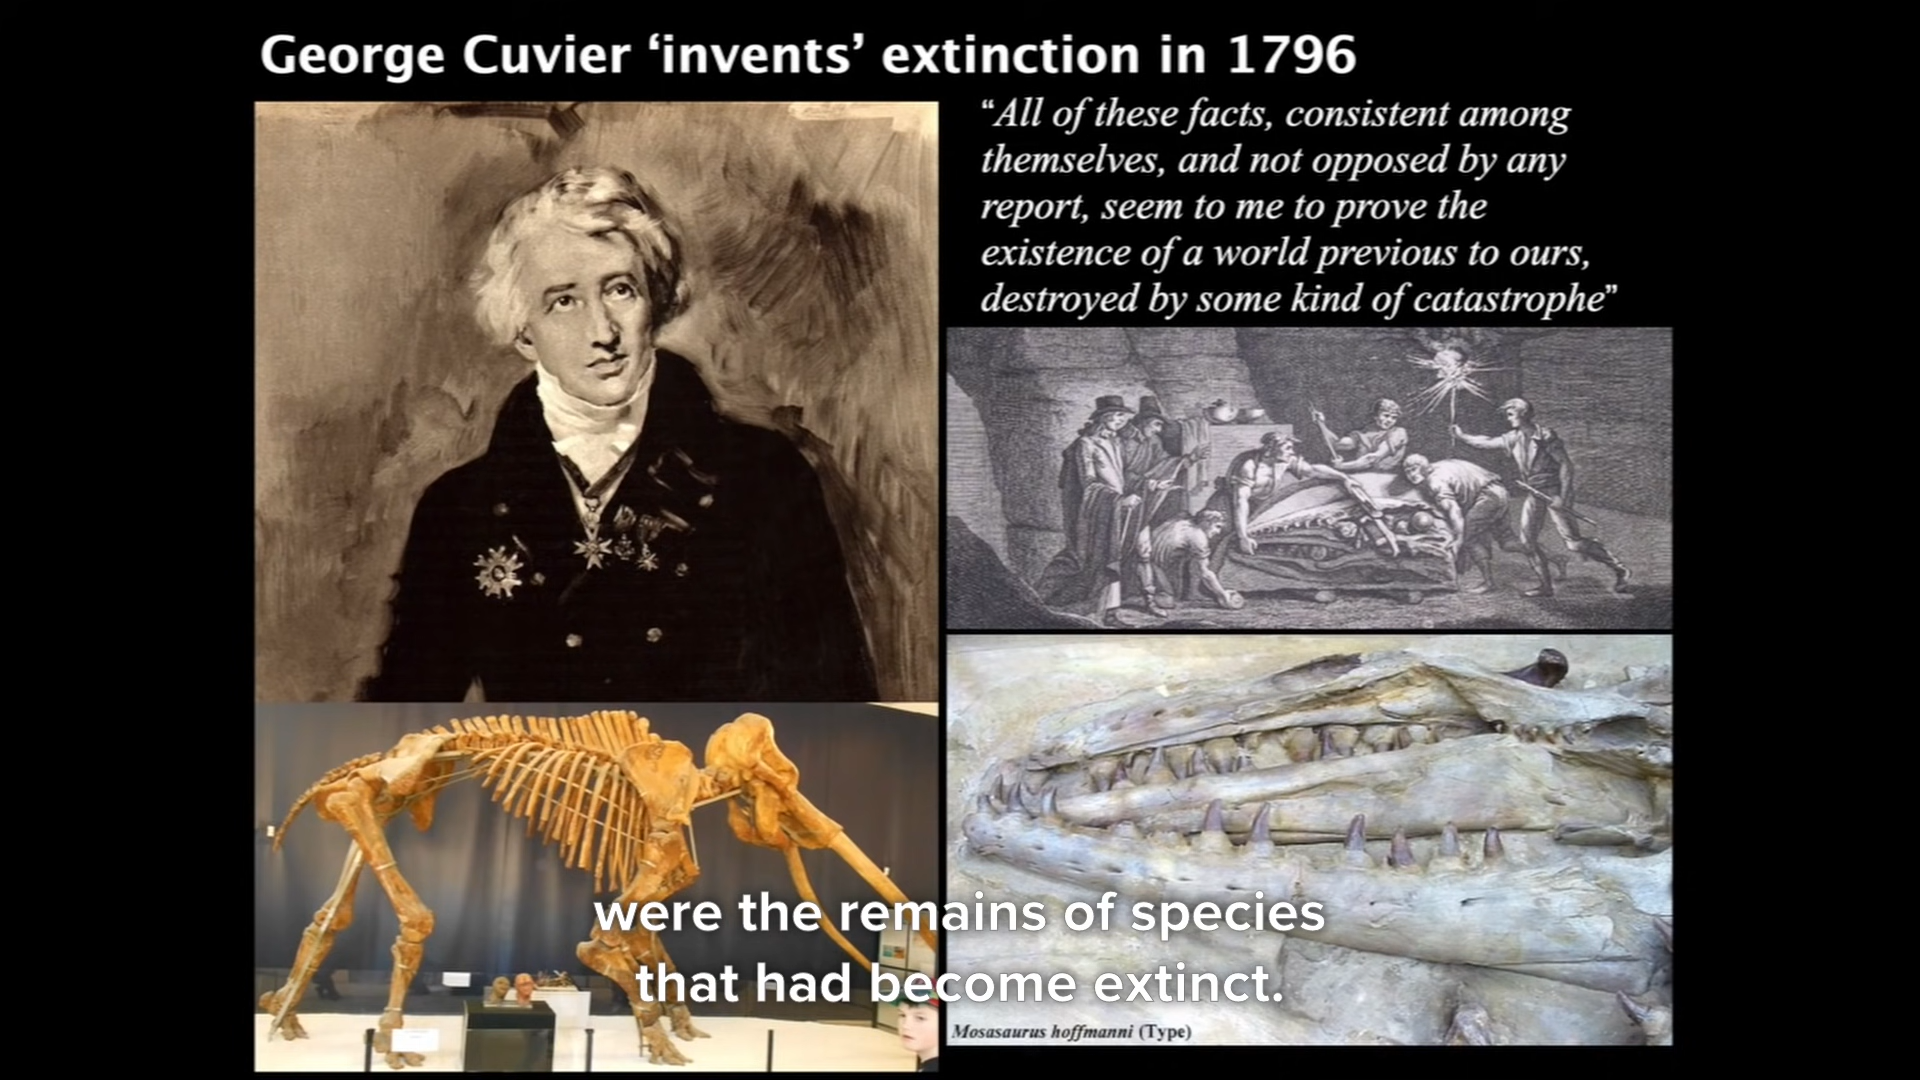 George Cuvier ‘invents’ extinction in 1796
“All of these facts, consistent among
themselves, and not opposed by any
report, seem to me to prove the
existence of a world previous to ours,
destroyed by some kind of catastrophe”
were the remains of species
that had become extinct.
Mosasaurus hoffmanni (Type)